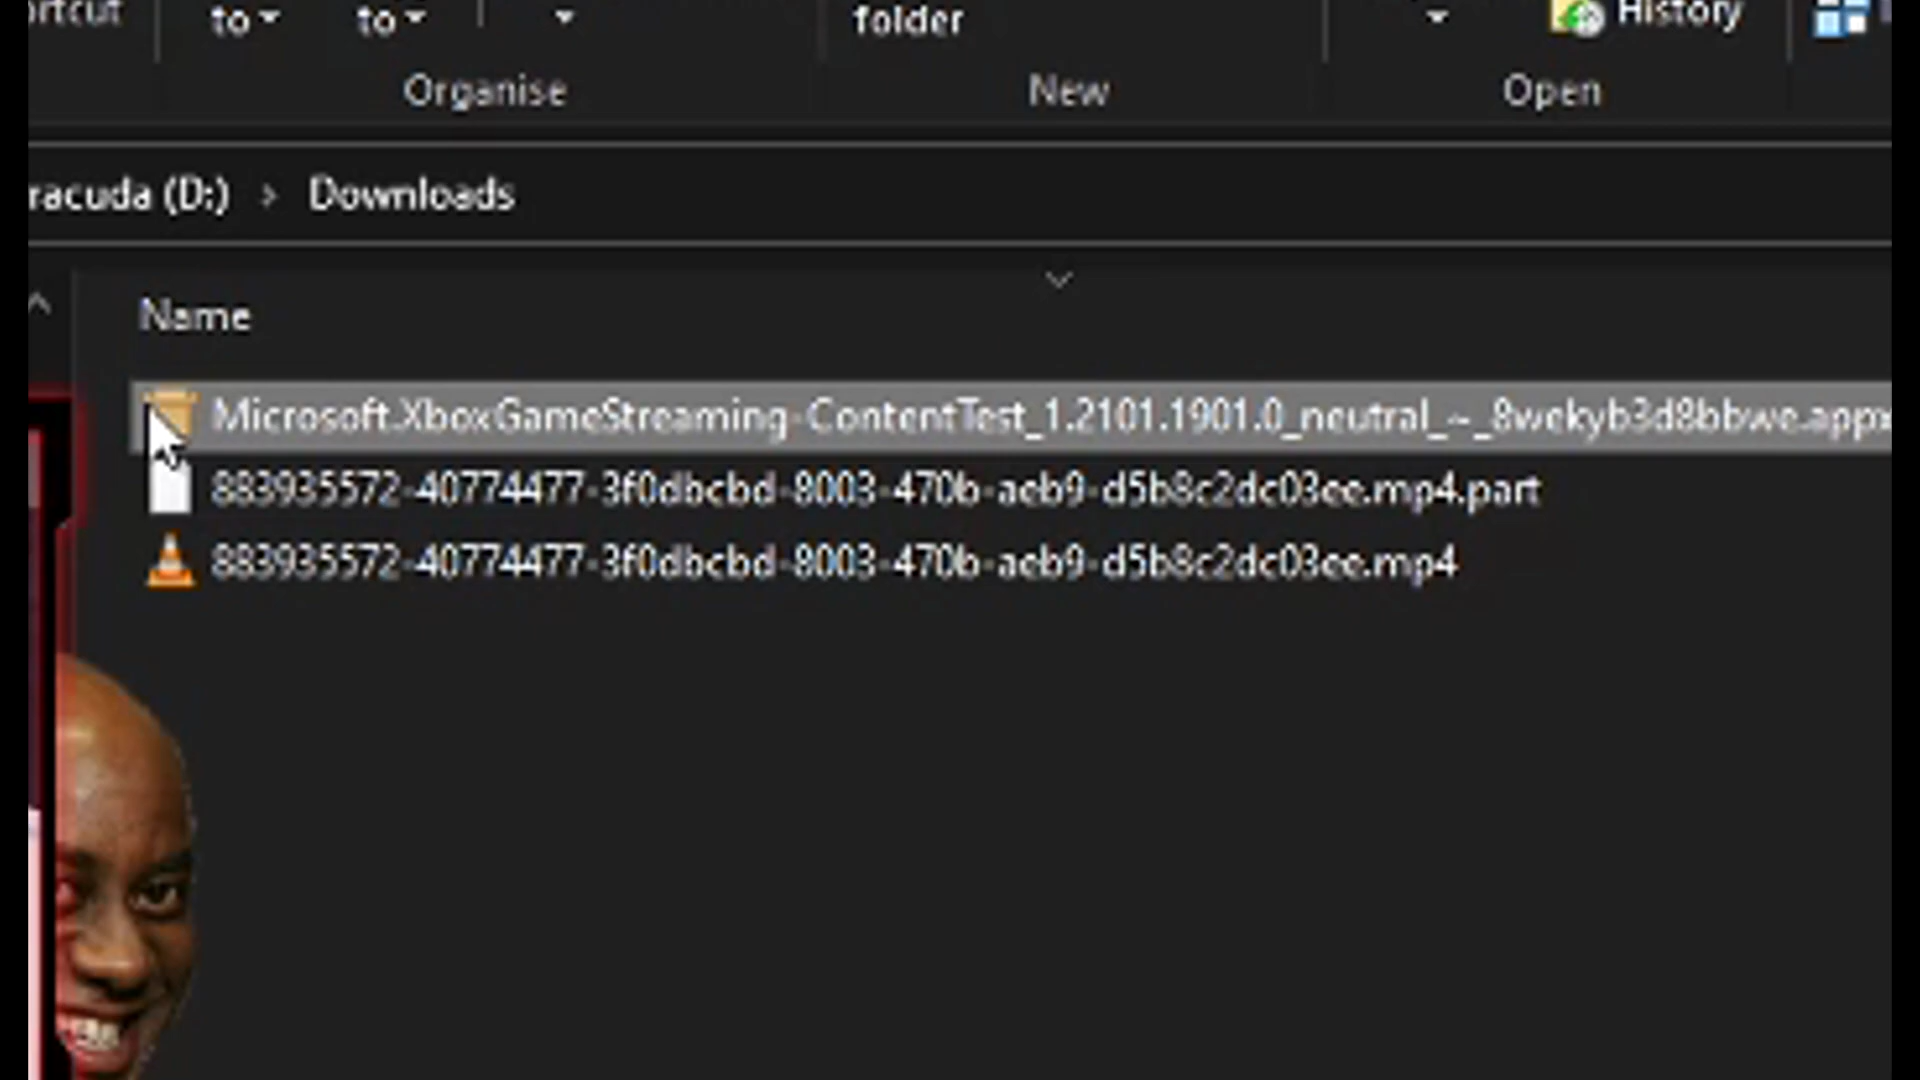 to to folder History
Organise New Open
racuda (D:) > Downloads
Name
Microsoft.XboxGameStreaming-ContentTest_1.2101.1901.0_neutral_~_8wekyb3d8bbwe.appx
883935572-40774477-3f0dbcbd-8003-470b-aeb9-d5b8c2dc03ee.mp4.part
883935572-40774477-3f0dbcbd-8003-470b-aeb9-d5b8c2dc03ee.mp4